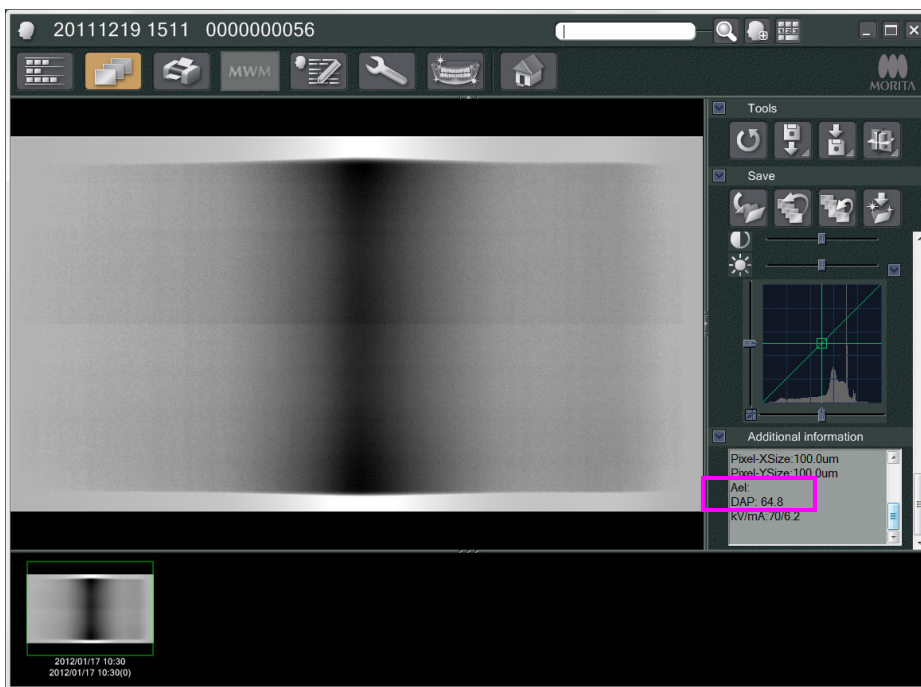 20111219 1511 0000000056
MWM
MORITA
Tools
Save
Additional information
Pixel-XSize:100.0um
Pixel-YSize:100.0um
Ael:
DAP: 64.8
kV/mA:70/6.2
2012/01/17 10:30
2012/01/17 10:30(0)